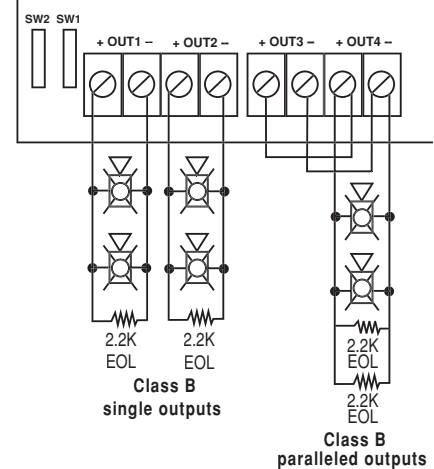 SW2 SW1
+ OUT1 – + OUT2 – + OUT3 – + OUT4 –
2.2K
EOL
2.2K
EOL
Class B
single outputs
2.2K
EOL
2.2K
EOL
Class B
paralleled outputs